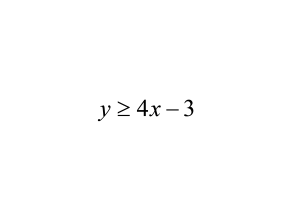 y ≥ 4x – 3